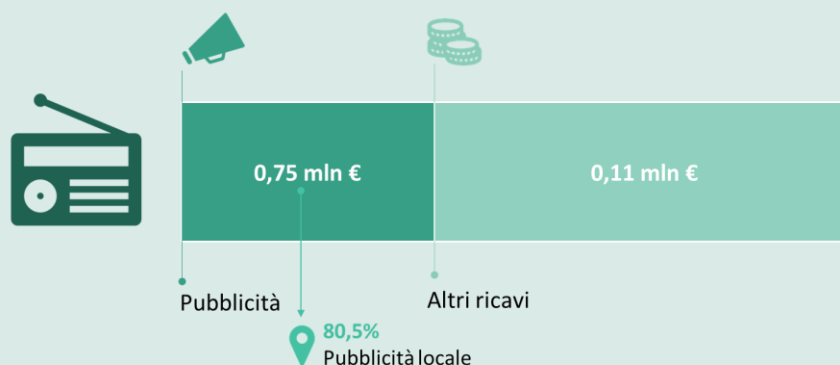 0,75 mln €
0,11 mln €
Pubblicità
Altri ricavi
80,5%
Pubblicità locale